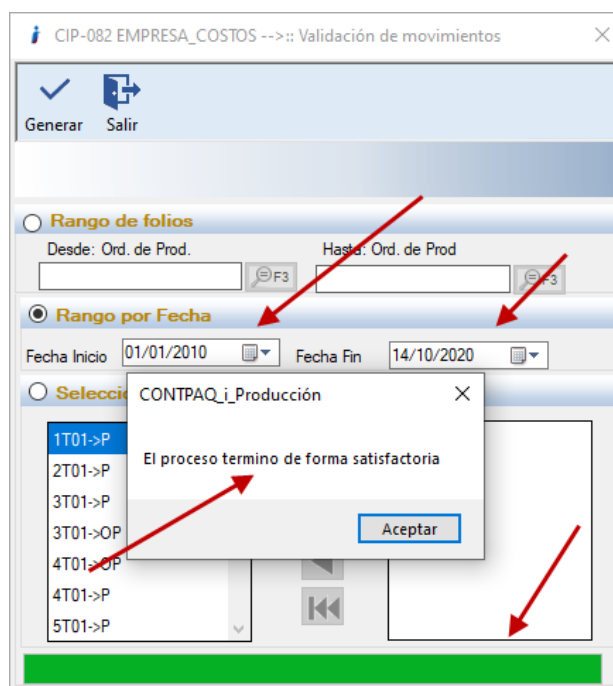 CIP-082 EMPRESA_COSTOS -->:: Validación de movimientos
Generar Salir
Rango de folios
Desde: Ord. de Prod. Hasta: Ord. de Prod
F3 F3
Rango por Fecha
Fecha Inicio 01/01/2010 Fecha Fin 14/10/2020
CONTPAQ_i_Producción
1T01->P
El proceso termino de forma satisfactoria
2T01->P
3T01->P
3T01->OP
Aceptar
4T01->OP
4T01->P
5T01->P